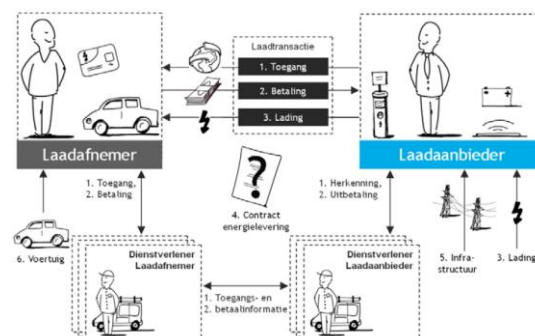 Laadtransactie
1. Toegang
2. Betaling
3. Lading
Laadafnemer
Laadaanbieder
1. Toegang,
2. Betaling
4. Contract
energielevering
1. Herkenning,
2. Uitbetaling
6. Voertuig
5. Infra-
structuur
3. Lading
Dienstverlener
Laadafnemer
1. Toegangs- en
2. betaalinformatie
Dienstverlener
Laadaanbieder